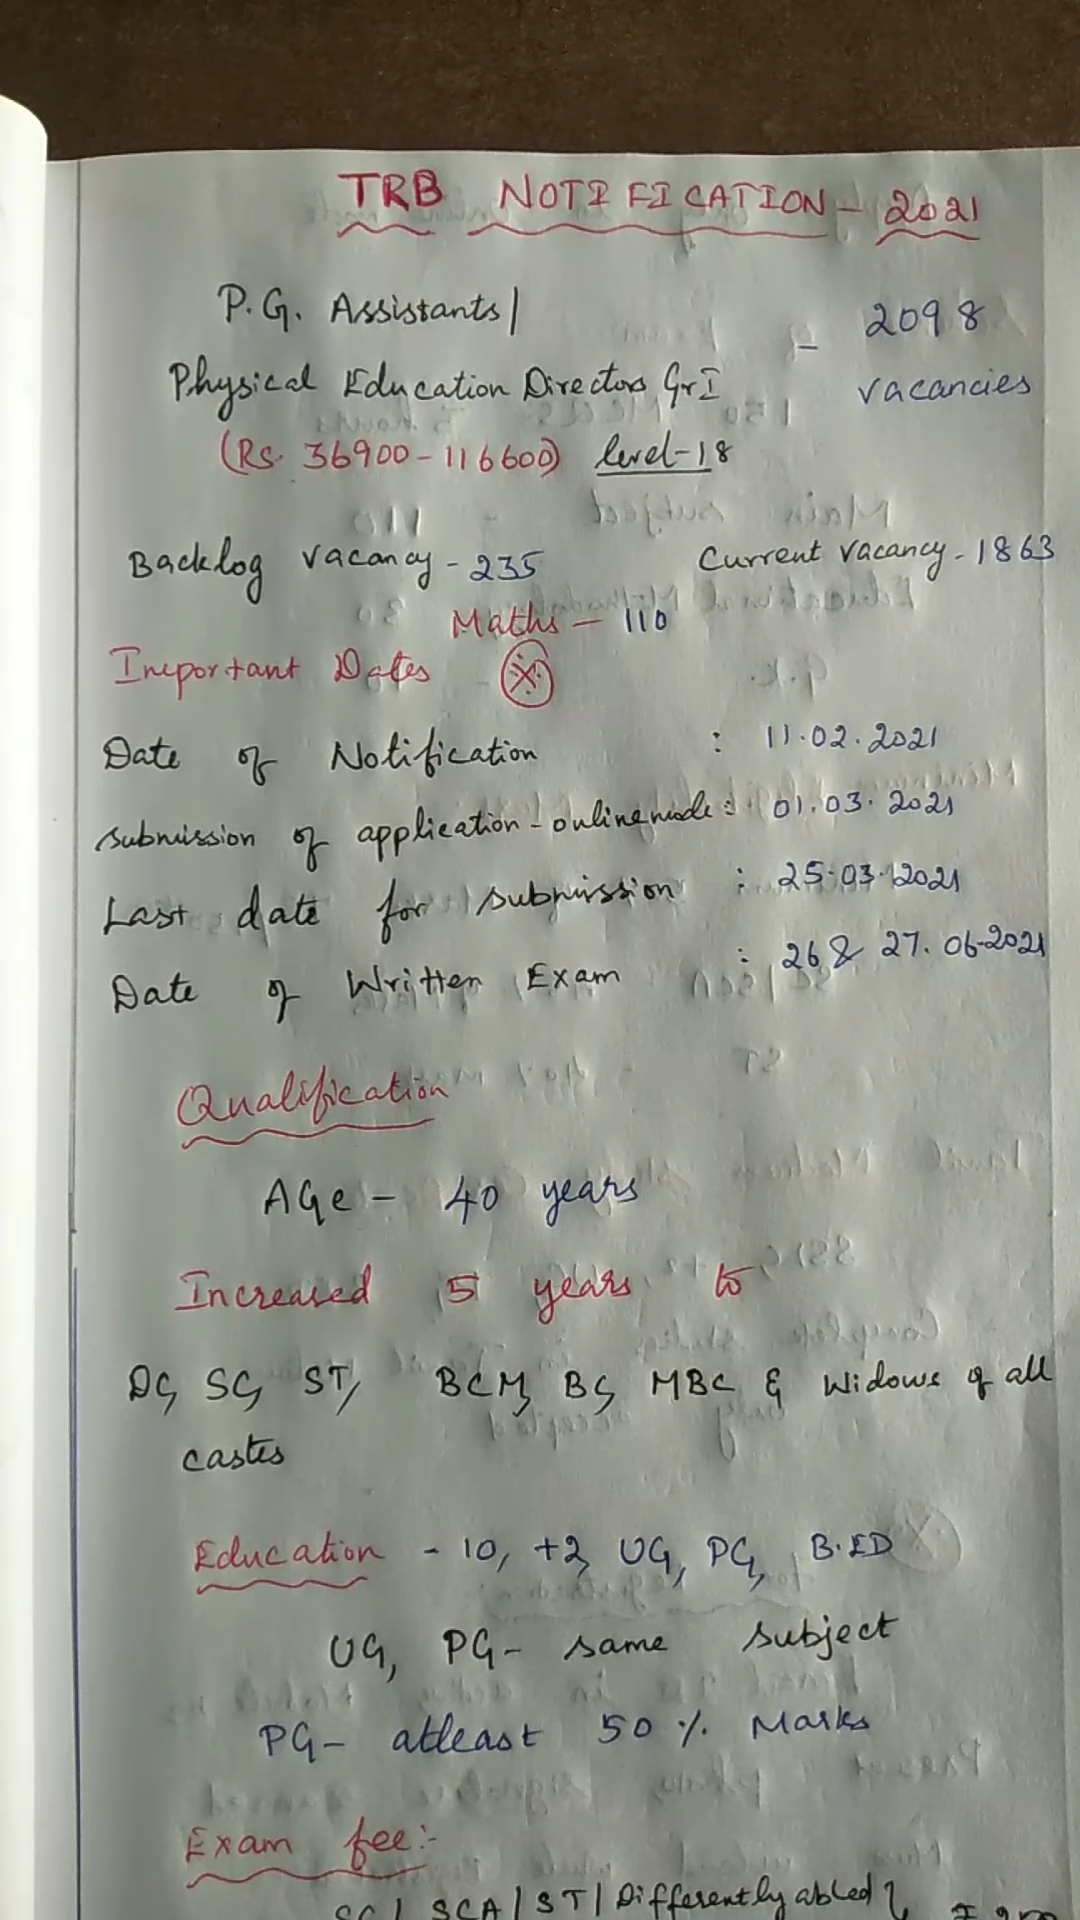 TRB NOTIFICATION - 2021
P.G. Assistants/
Physical Education Directors Gr I - 2098 vacancies
(Rs. 36900 - 116600) level-18
Backlog vacancy - 235 Current vacancy - 1863
Maths - 110
Important Dates
Date of Notification : 11.02.2021
submission of application - online mode : 01.03.2021
Last date for submission : 25.03.2021
Date of Written Exam : 26 & 27.06.2021
Qualification
AGe - 40 years
Increased 5 years to
DC, SC, ST, BCM, BC, MBC & Widows of all
castes
Education - 10, +2, UG, PG, B.ED
UG, PG - same subject
PG - atleast 50 % Marks
Exam fee:-
SC / SCA / ST / Differently abled }